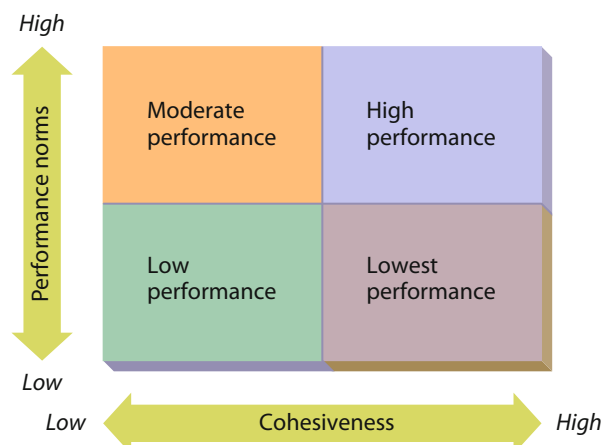 High
Performance norms
Moderate
performance
High
performance
Low
performance
Lowest
performance
Low
Low
Cohesiveness
High